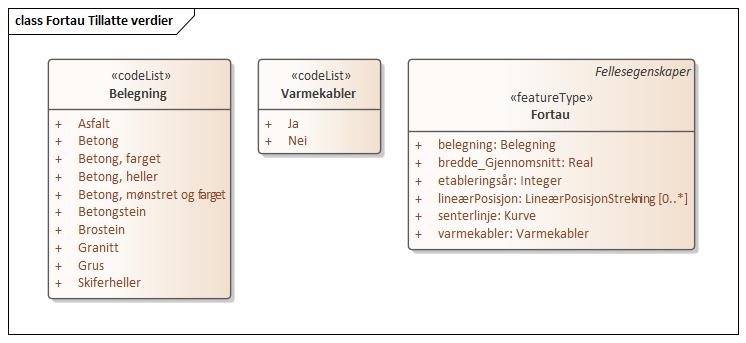 class Fortau Tillatte verdier
«codeList»
Belegning
+ Asfalt
+ Betong
+ Betong, farget
+ Betong, heller
+ Betong, mønstret og farget
+ Betongstein
+ Brostein
+ Granitt
+ Grus
+ Skiferheller
«codeList»
Varmekabler
+ Ja
+ Nei
Fellesegenskaper
«featureType»
Fortau
+ belegning: Belegning
+ bredde_Gjennomsnitt: Real
+ etableringsår: Integer
+ lineærPosisjon: LineærPosisjonStrekning [0..*]
+ senterlinje: Kurve
+ varmekabler: Varmekabler